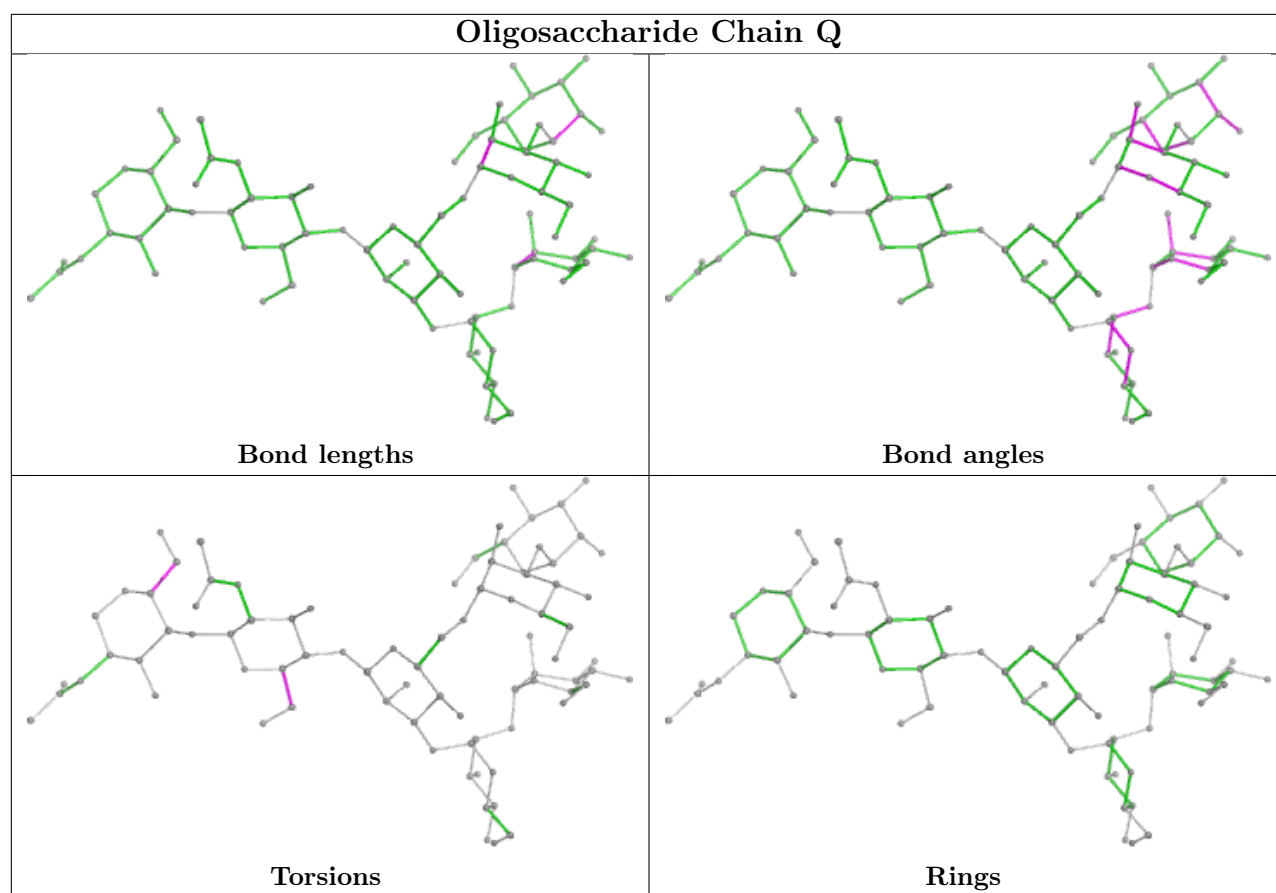 Oligosaccharide Chain Q
Bond lengths
Bond angles
Torsions
Rings